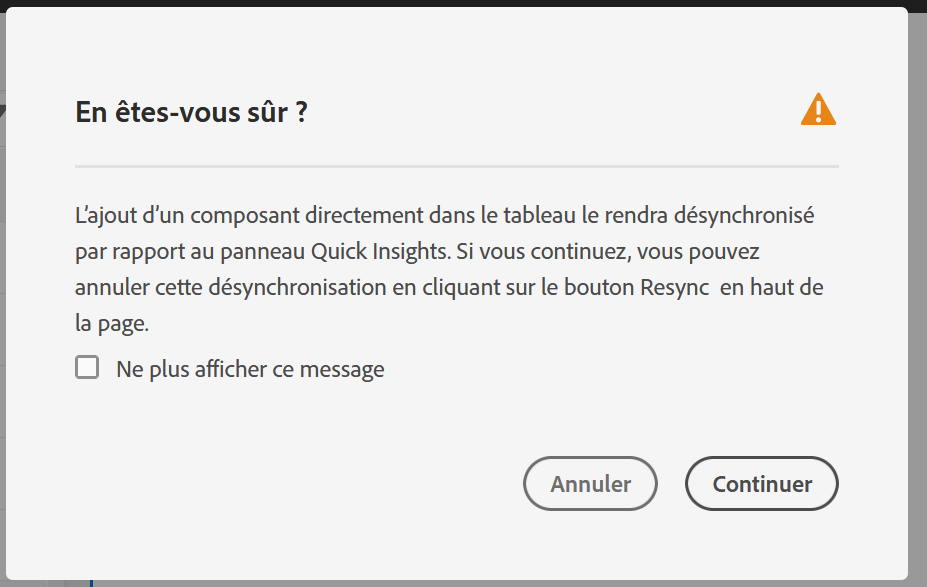 En êtes-vous sûr ?
L’ajout d’un composant directement dans le tableau le rendra désynchronisé
par rapport au panneau Quick Insights. Si vous continuez, vous pouvez
annuler cette désynchronisation en cliquant sur le bouton Resync  en haut de
la page.
Ne plus afficher ce message
Annuler
Continuer